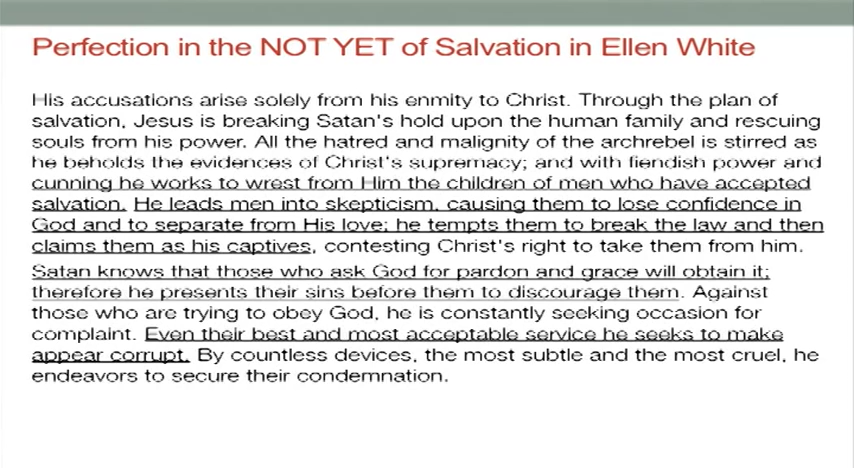 Perfection in the NOT YET of Salvation in Ellen White
His accusations arise solely from his enmity to Christ. Through the plan of
salvation, Jesus is breaking Satan's hold upon the human family and rescuing
souls from his power. All the hatred and malignity of the archrebel is stirred as
he beholds the evidences of Christ's supremacy; and with fiendish power and
cunning he works to wrest from Him the children of men who have accepted
salvation. He leads men into skepticism, causing them to lose confidence in
God and to separate from His love; he tempts them to break the law and then
claims them as his captives, contesting Christ's right to take them from him.
Satan knows that those who ask God for pardon and grace will obtain it;
therefore he presents their sins before them to discourage them. Against
those who are trying to obey God, he is constantly seeking occasion for
complaint. Even their best and most acceptable service he seeks to make
appear corrupt. By countless devices, the most subtle and the most cruel, he
endeavors to secure their condemnation.